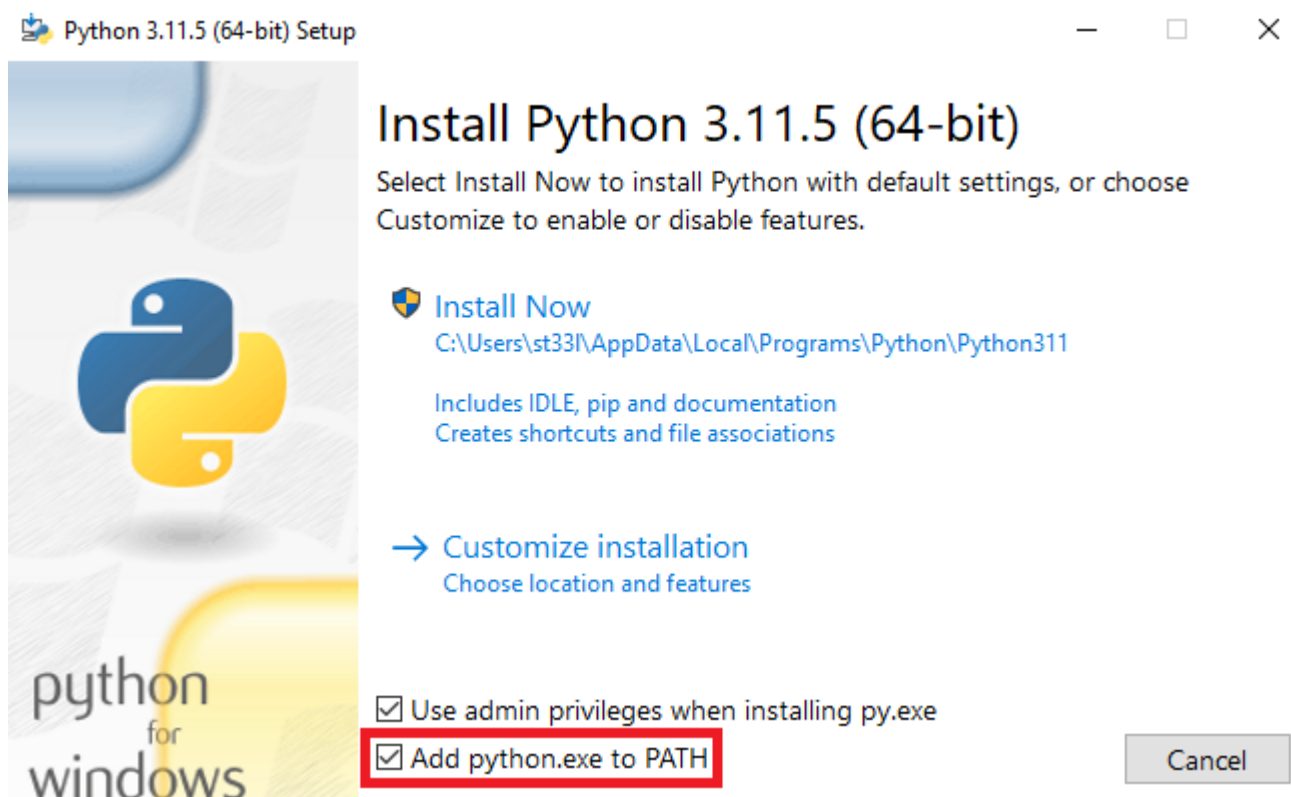 Python 3.11.5 (64-bit) Setup
Install Python 3.11.5 (64-bit)
Select Install Now to install Python with default settings, or choose
Customize to enable or disable features.
Install Now
C:\Users\st33l\AppData\Local\Programs\Python\Python311
Includes IDLE, pip and documentation
Creates shortcuts and file associations
Customize installation
Choose location and features
Use admin privileges when installing py.exe
Add python.exe to PATH
Cancel
python
for
windows